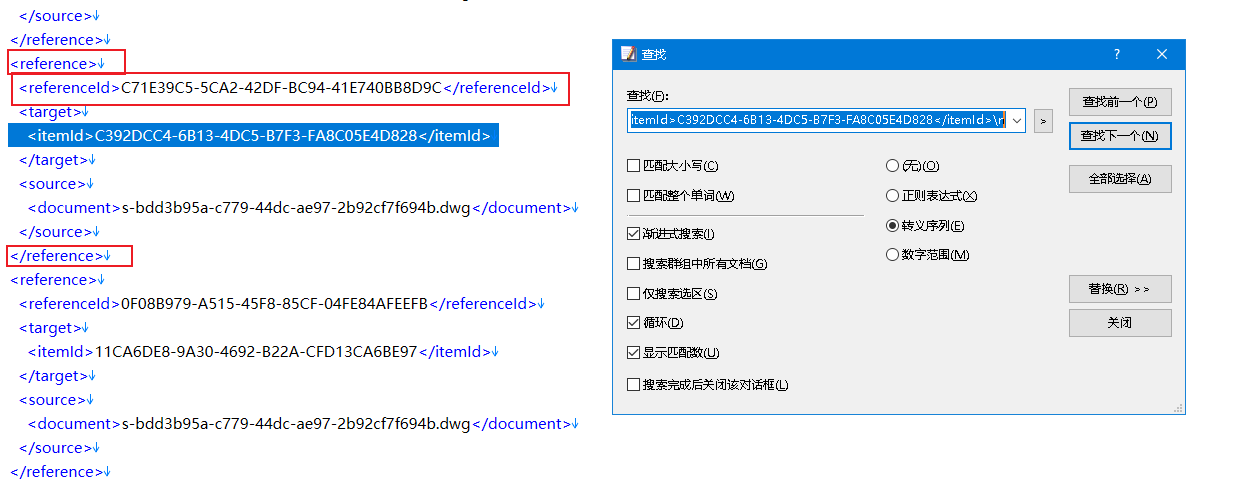 </source>↓
</reference>↓
<reference>↓
<referenceId>C71E39C5-5CA2-42DF-BC94-41E740BB8D9C</referenceId>↓
<target>↓
<itemId>C392DCC4-6B13-4DC5-B7F3-FA8C05E4D828</itemId>
</target>↓
<source>↓
<document>s-bdd3b95a-c779-44dc-ae97-2b92cf7f694b.dwg</document>↓
</source>↓
</reference>↓
<reference>↓
<referenceId>0F08B979-A515-45F8-85CF-04FE84AFEEFB</referenceId>↓
<target>↓
<itemId>11CA6DE8-9A30-4692-B22A-CFD13CA6BE97</itemId>↓
</target>↓
<source>↓
<document>s-bdd3b95a-c779-44dc-ae97-2b92cf7f694b.dwg</document>↓
</source>↓
</reference>↓
查找
?
查找(F):
itemId>C392DCC4-6B13-4DC5-B7F3-FA8C05E4D828</itemId>\r
>
查找前一个(P)
查找下一个(N)
全部选择(A)
匹配大小写(C)
匹配整个单词(W)
渐进式搜索(I)
搜索群组中所有文档(G)
仅搜索选区(S)
循环(D)
显示匹配数(U)
搜索完成后关闭该对话框(L)
(无)(O)
正则表达式(X)
转义序列(E)
数字范围(M)
替换(R) >>
关闭